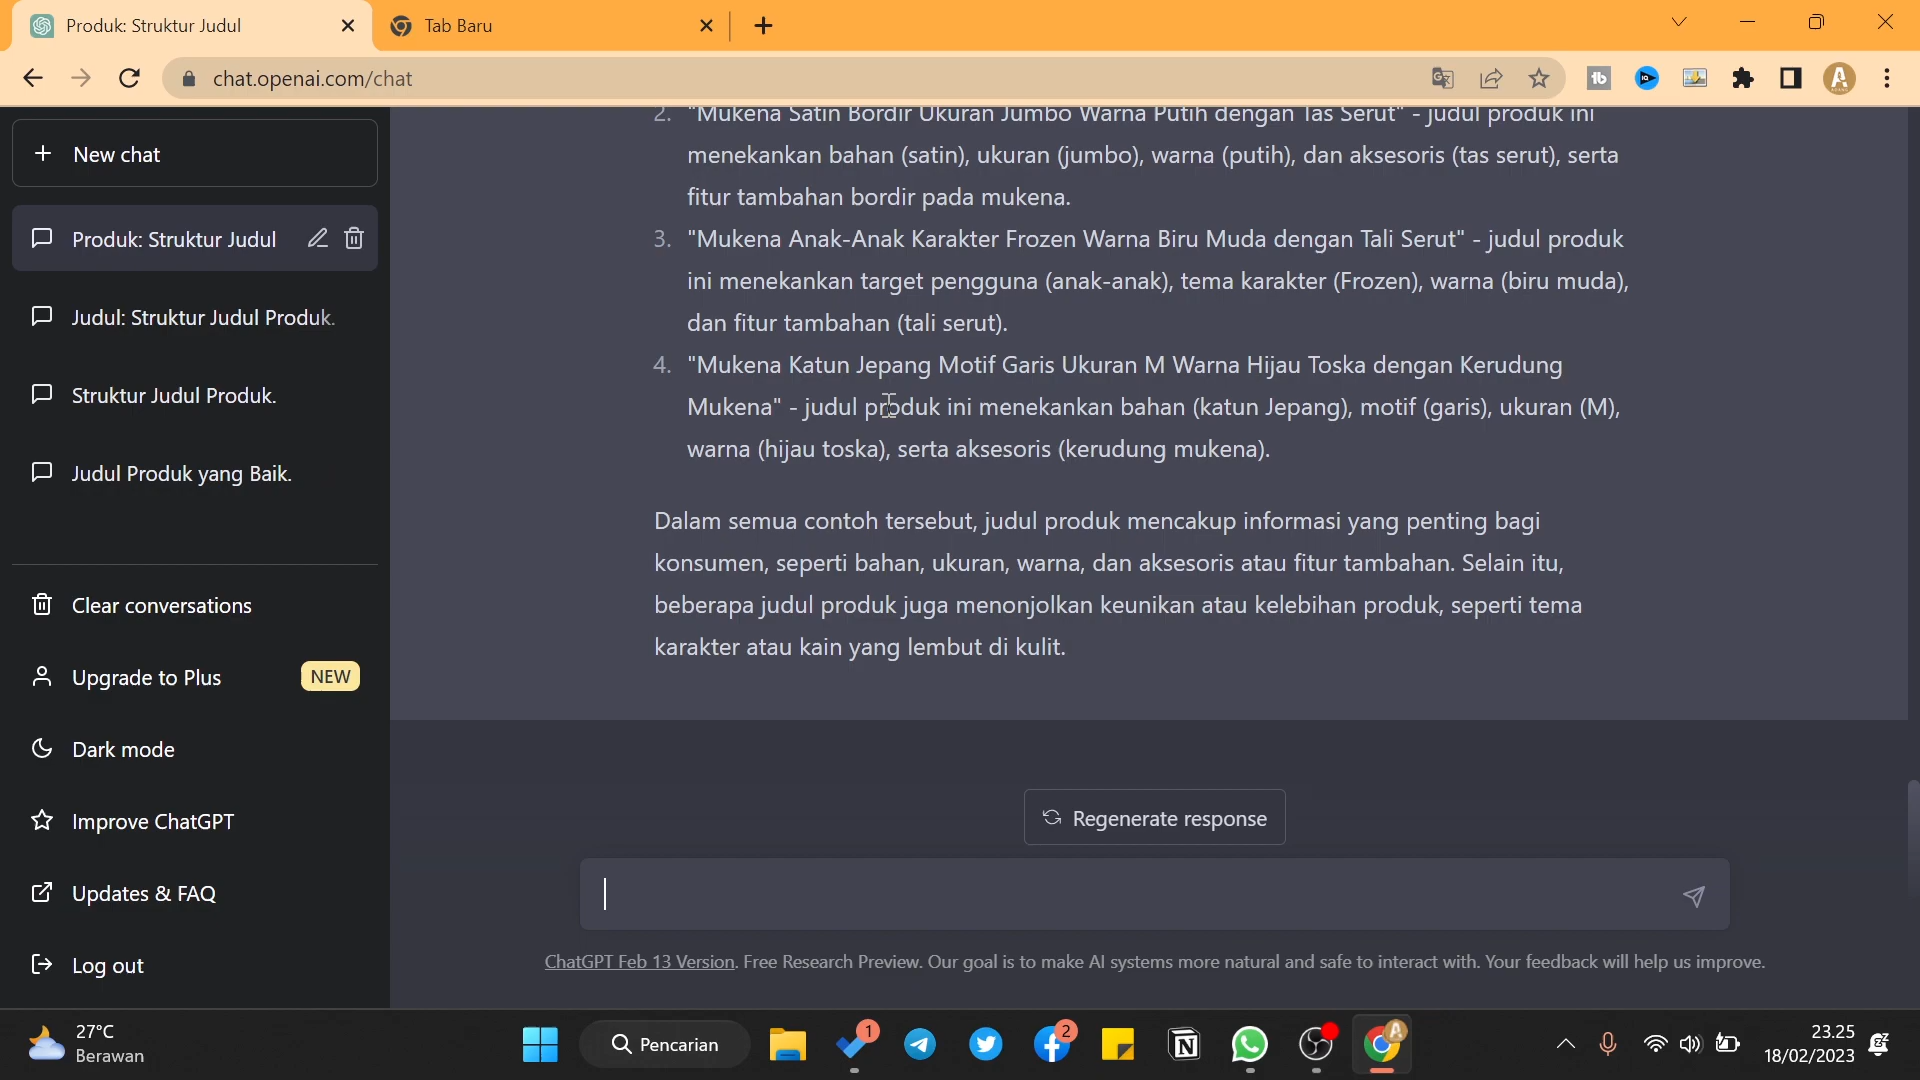 Produk: Struktur Judul
Tab Baru
chat.openai.com/chat
New chat
Produk: Struktur Judul
Judul: Struktur Judul Produk.
Struktur Judul Produk.
Judul Produk yang Baik.
Clear conversations
Upgrade to Plus NEW
Dark mode
Improve ChatGPT
Updates & FAQ
Log out
2. "Mukena Satin Bordir Ukuran Jumbo Warna Putih dengan Tas Serut" - judul produk ini
menekankan bahan (satin), ukuran (jumbo), warna (putih), dan aksesoris (tas serut), serta
fitur tambahan bordir pada mukena.
3. "Mukena Anak-Anak Karakter Frozen Warna Biru Muda dengan Tali Serut" - judul produk
ini menekankan target pengguna (anak-anak), tema karakter (Frozen), warna (biru muda),
dan fitur tambahan (tali serut).
4. "Mukena Katun Jepang Motif Garis Ukuran M Warna Hijau Toska dengan Kerudung
Mukena" - judul produk ini menekankan bahan (katun Jepang), motif (garis), ukuran (M),
warna (hijau toska), serta aksesoris (kerudung mukena).
Dalam semua contoh tersebut, judul produk mencakup informasi yang penting bagi
konsumen, seperti bahan, ukuran, warna, dan aksesoris atau fitur tambahan. Selain itu,
beberapa judul produk juga menonjolkan keunikan atau kelebihan produk, seperti tema
karakter atau kain yang lembut di kulit.
Regenerate response
ChatGPT Feb 13 Version. Free Research Preview. Our goal is to make AI systems more natural and safe to interact with. Your feedback will help us improve.
27°C
Berawan
Pencarian
1
2
23.25
18/02/2023